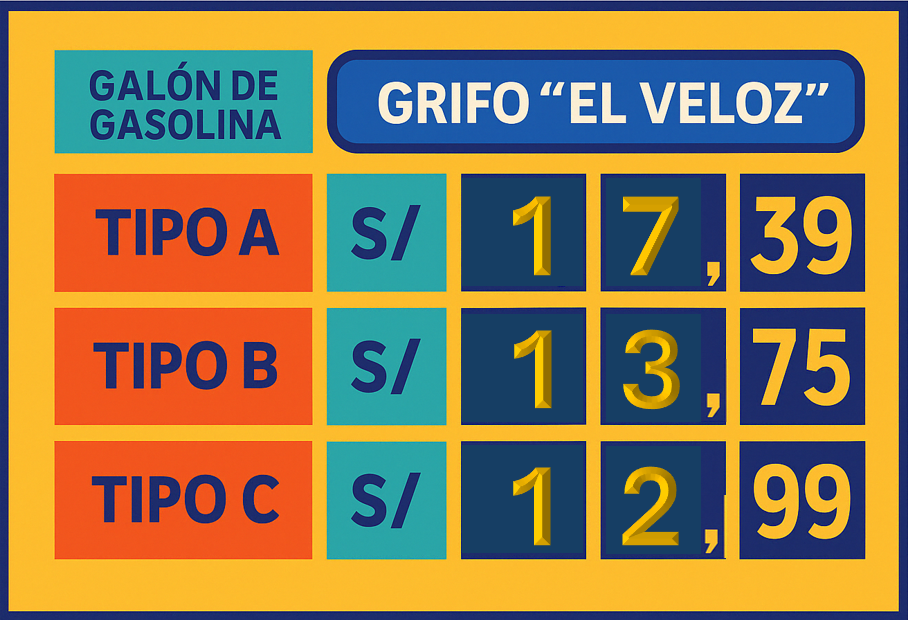 GALÓN DE
GASOLINA
GRIFO “EL VELOZ”
TIPO A S/ 17,39
TIPO B S/ 13,75
TIPO C S/ 12,99